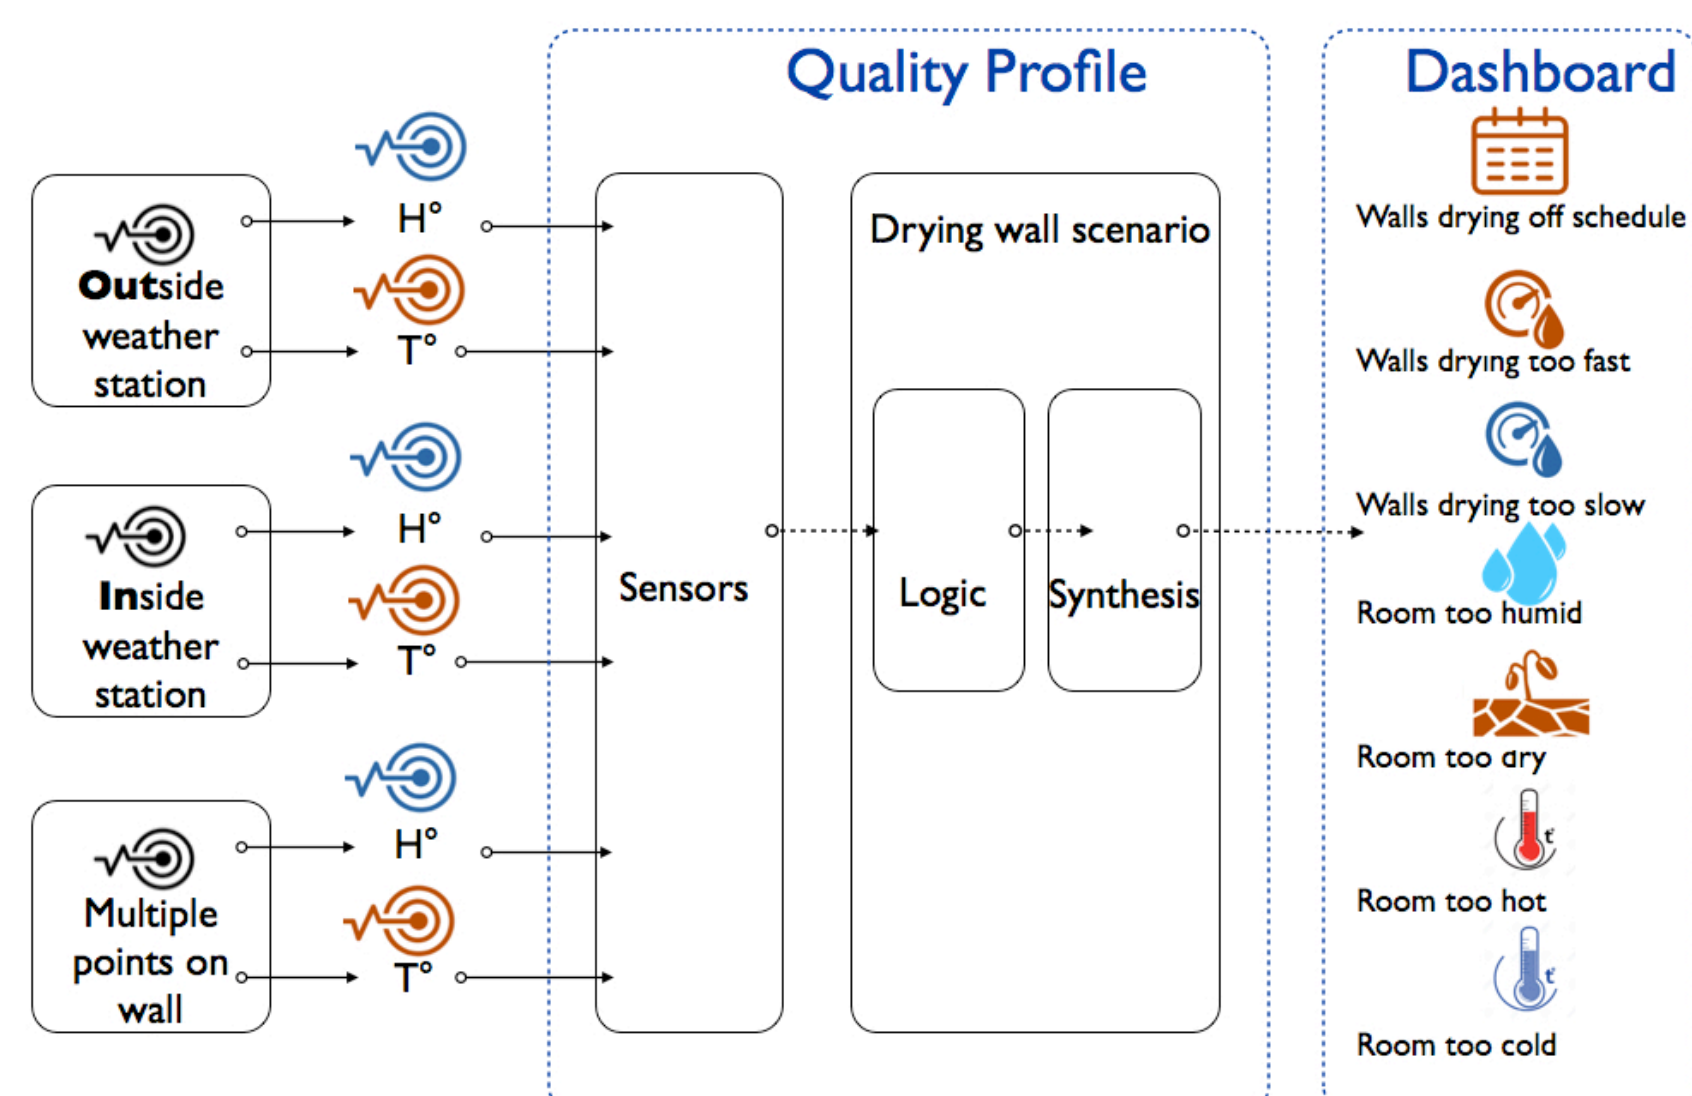 Quality Profile
Dashboard
Outside
weather
station
H°
T°
Inside
weather
station
H°
T°
Multiple
points on
wall
H°
T°
Sensors
Drying wall scenario
Logic
Synthesis
Walls drying off schedule
Walls drying too fast
Walls drying too slow
Room too humid
Room too dry
t°
Room too hot
t°
Room too cold